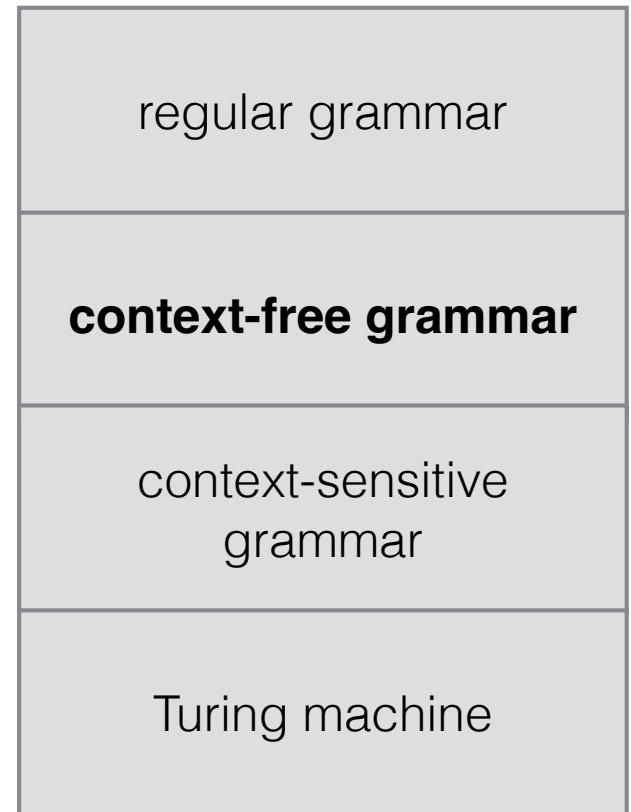 regular grammar
context-free grammar
context-sensitive
grammar
Turing machine